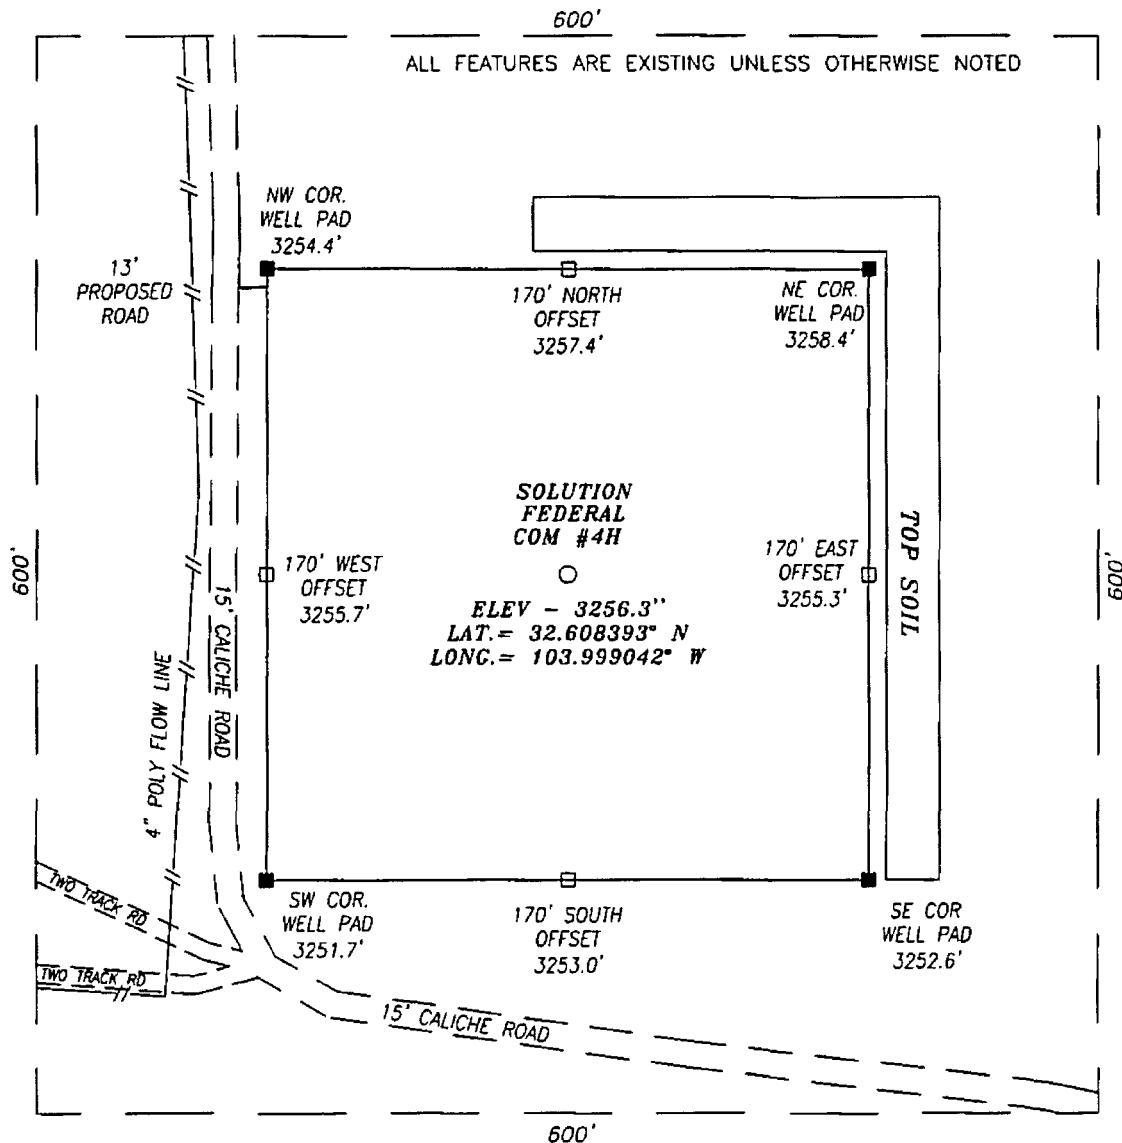 600'
ALL FEATURES ARE EXISTING UNLESS OTHERWISE NOTED
NW COR.
WELL PAD
3254.4'
13'
PROPOSED
ROAD
170' NORTH
OFFSET
3257.4'
NE COR.
WELL PAD
3258.4'
SOLUTION
FEDERAL
COM #4H
600'
170' WEST
OFFSET
3255.7'
170' EAST
OFFSET
3255.3'
TOP SOIL
600'
ELEV - 3256.3''
LAT.= 32.608393° N
LONG.= 103.999042° W
15' CALICHE ROAD
4" POLY FLOW LINE
TWO TRACK RD
SW COR.
WELL PAD
3251.7'
170' SOUTH
OFFSET
3253.0'
SE COR
WELL PAD
3252.6'
TWO TRACK RD
15' CALICHE ROAD
600'